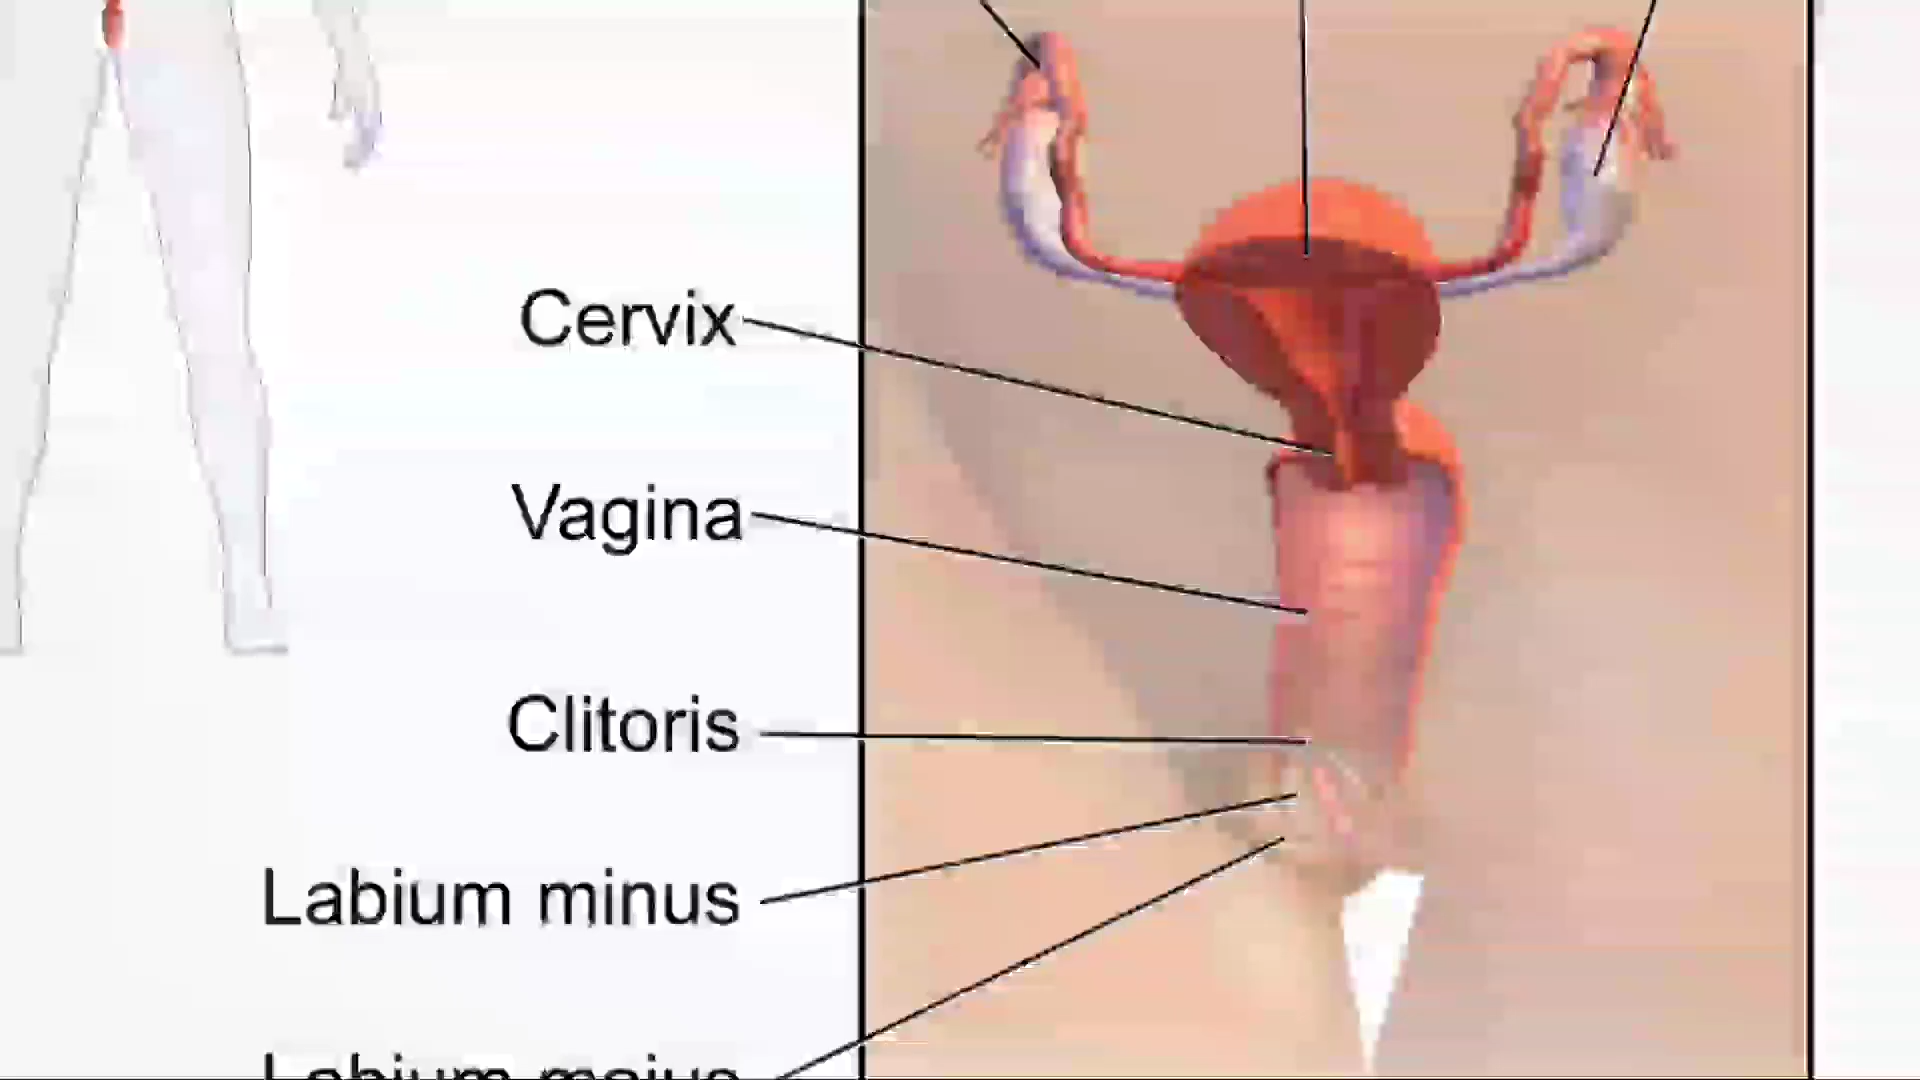 Cervix
Vagina
Clitoris
Labium minus
Labium majus